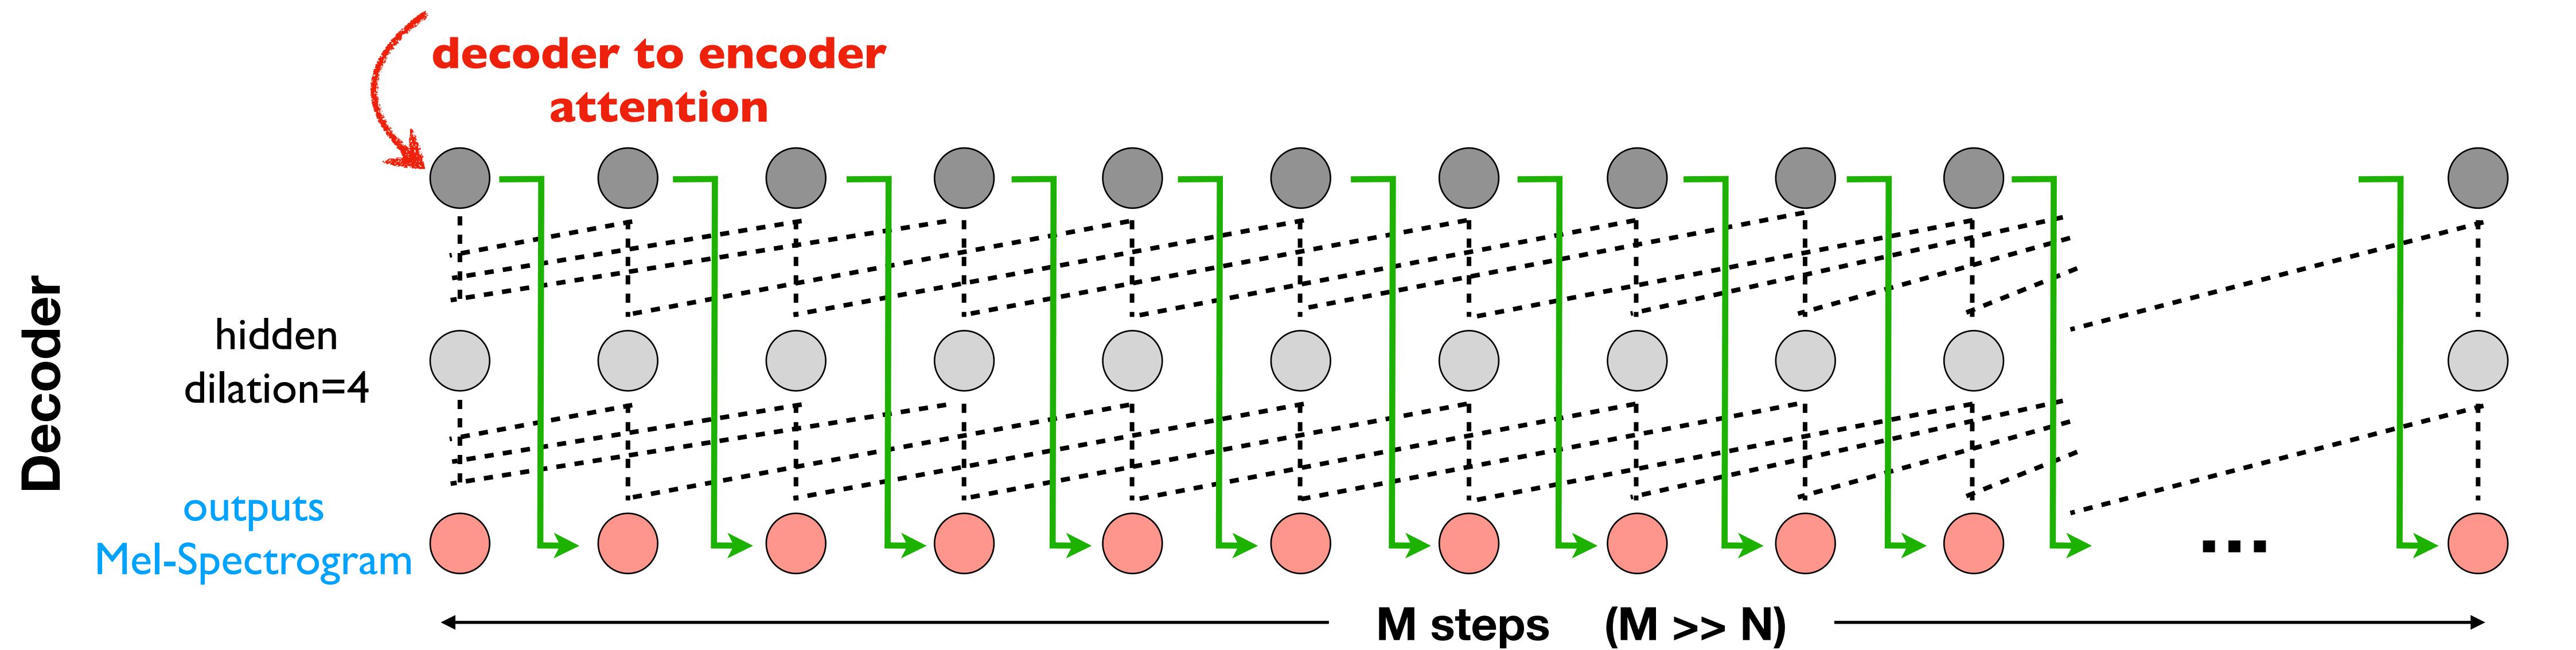 decoder to encoder
attention
Decoder
hidden
dilation=4
outputs
Mel-Spectrogram
...
M steps (M >> N)